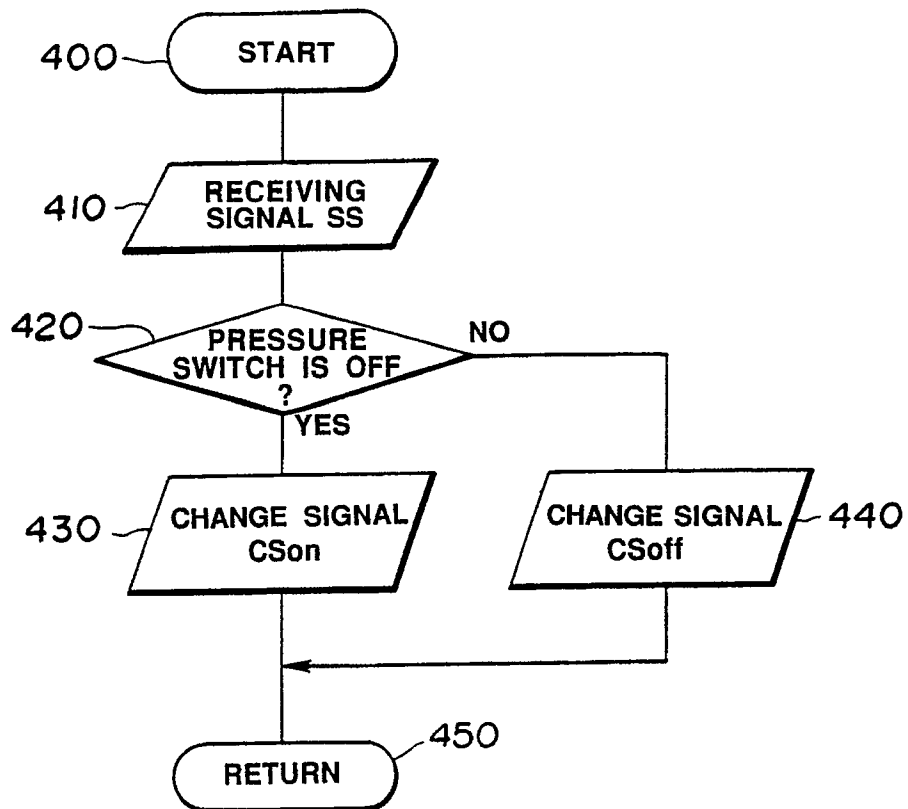 400
START
410
RECEIVING
SIGNAL SS
420
PRESSURE
SWITCH IS OFF
?
NO
YES
430
CHANGE SIGNAL
CSon
CHANGE SIGNAL
CSoff
440
RETURN
450